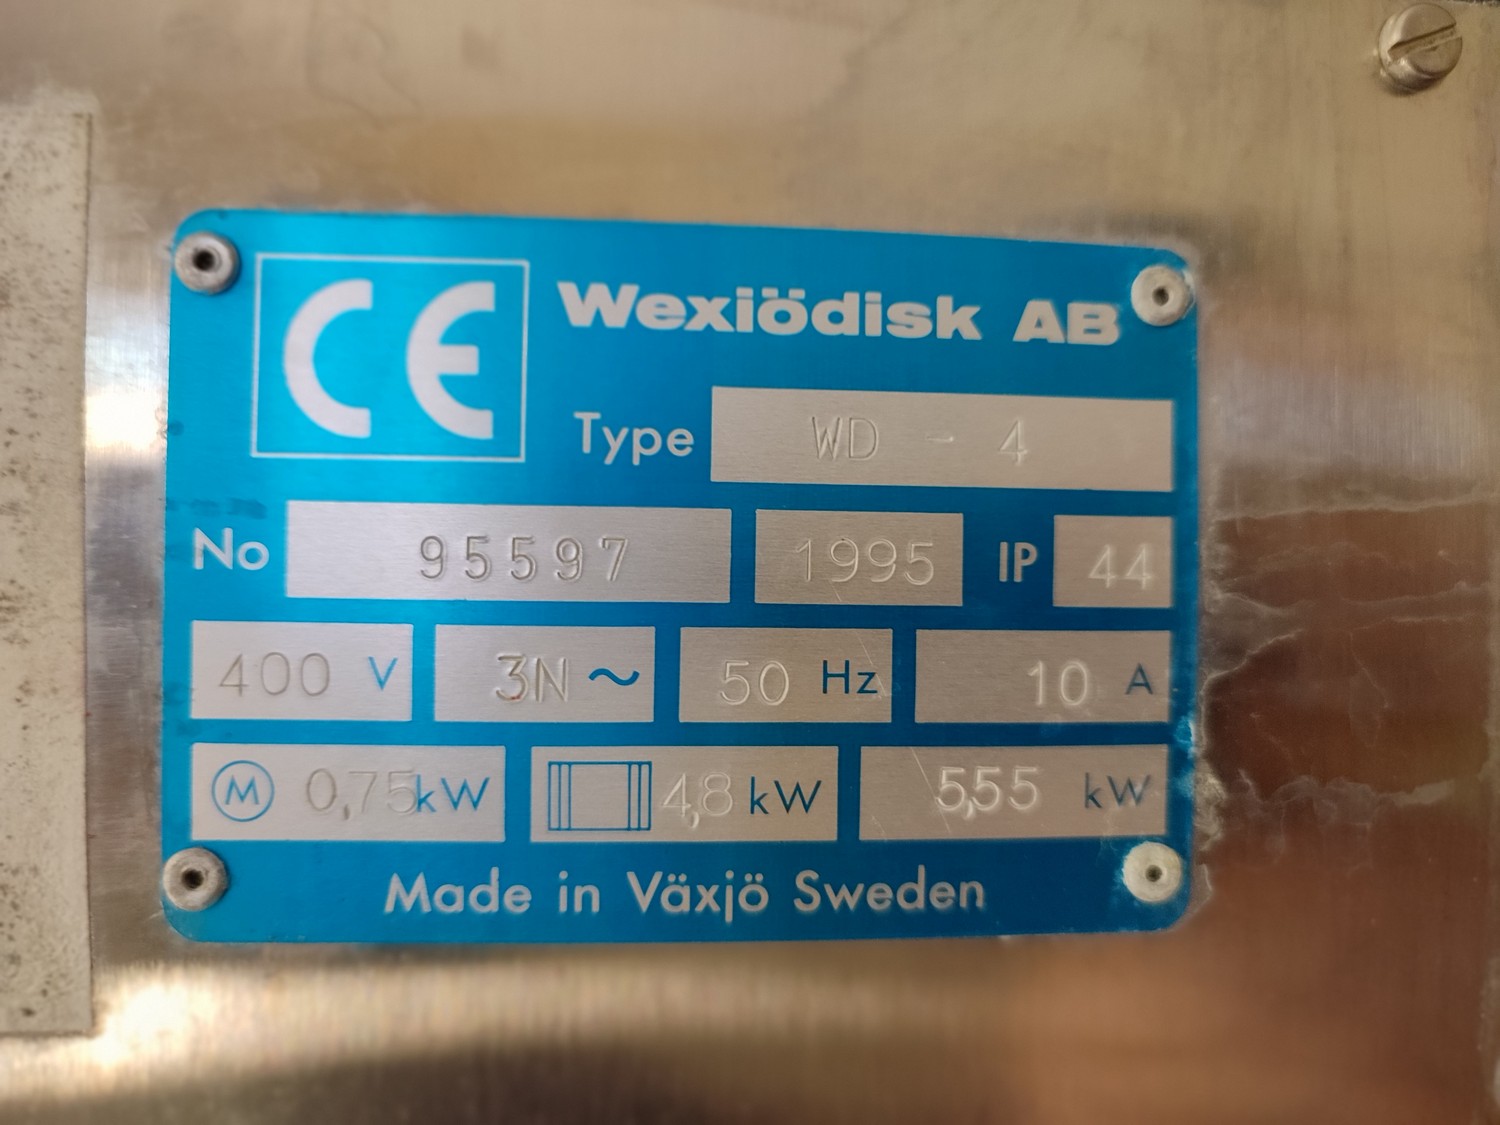 CE Wexiödisk AB
Type WD - 4
No 95597 1995 IP 44
400 V 3N ~ 50 Hz 10 A
M 0,75 kW 4,8 kW 5,55 kW
Made in Växjö Sweden